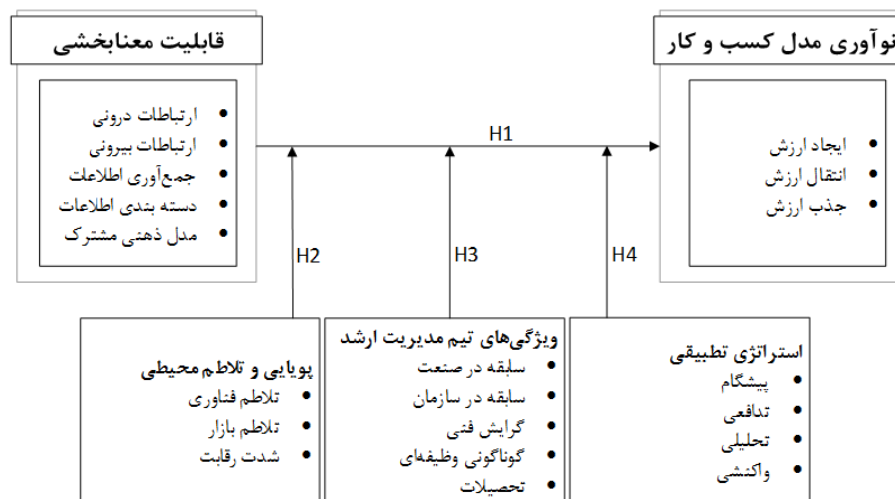 قابلیت معنابخشی
ارتباطات درونی
ارتباطات بیرونی
جمع‌آوری اطلاعات
دسته بندی اطلاعات
مدل ذهنی مشترک
نوآوری مدل کسب و کار
ایجاد ارزش
انتقال ارزش
جذب ارزش
H1
H2
H3
H4
پویایی و تلاطم محیطی
تلاطم فناوری
تلاطم بازار
شدت رقابت
ویژگی‌های تیم مدیریت ارشد
سابقه در صنعت
سابقه در سازمان
گرایش فنی
گوناگونی وظیفه‌ای
تحصیلات
استراتژی تطبیقی
پیشگام
تدافعی
تحلیلی
واکنشی